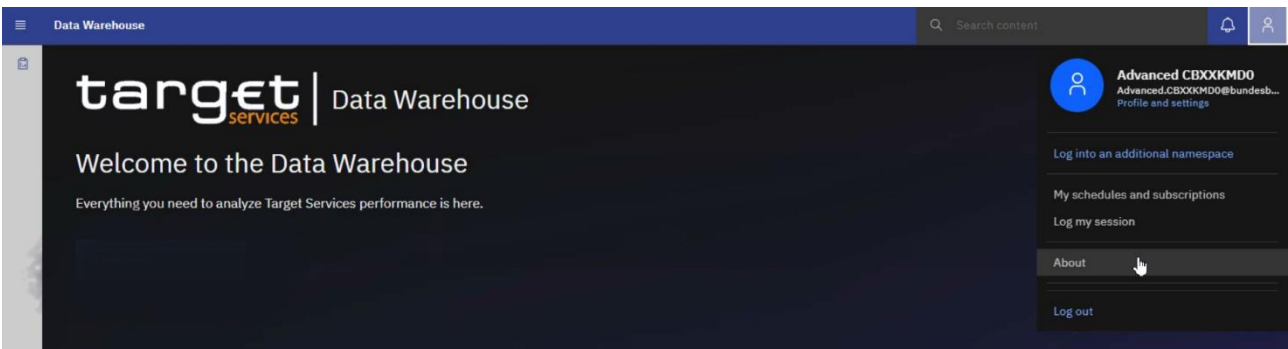 Data Warehouse
Search content
target
services
Data Warehouse
Welcome to the Data Warehouse
Everything you need to analyze Target Services performance is here.
Advanced CBXXKMD0
Advanced.CBXXKMD0@bundesb...
Profile and settings
Log into an additional namespace
My schedules and subscriptions
Log my session
About
Log out